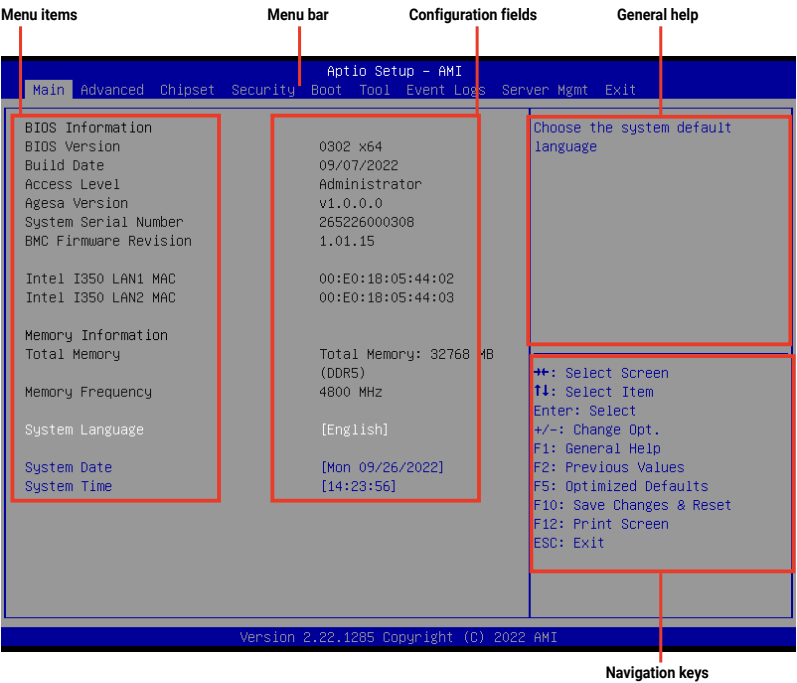 Menu items
Menu bar
Configuration fields
General help
Aptio Setup – AMI
Main Advanced Chipset Security Boot Tool Event Logs Server Mgmt Exit
BIOS Information
BIOS Version 0302 x64
Build Date 09/07/2022
Access Level Administrator
Agesa Version v1.0.0.0
System Serial Number 265226000308
BMC Firmware Revision 1.01.15
Intel I350 LAN1 MAC 00:E0:18:05:44:02
Intel I350 LAN2 MAC 00:E0:18:05:44:03
Memory Information
Total Memory Total Memory: 32768 MB
(DDR5)
Memory Frequency 4800 MHz
System Language [English]
System Date [Mon 09/26/2022]
System Time [14:23:56]
Choose the system default
language
→←: Select Screen
↑↓: Select Item
Enter: Select
+/-: Change Opt.
F1: General Help
F2: Previous Values
F5: Optimized Defaults
F10: Save Changes & Reset
F12: Print Screen
ESC: Exit
Version 2.22.1285 Copyright (C) 2022 AMI
Navigation keys